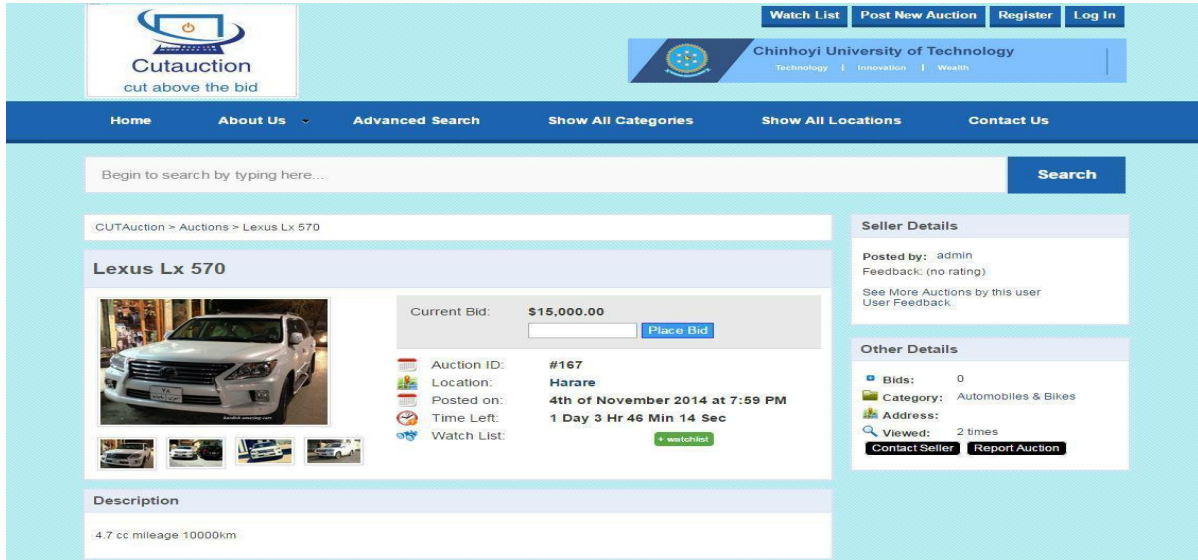 Cutauction
cut above the bid
Watch List Post New Auction Register Log In
Chinhoyi University of Technology
Technology | Innovation | Wealth
Home About Us Advanced Search Show All Categories Show All Locations Contact Us
Begin to search by typing here... Search
CUTAuction > Auctions > Lexus Lx 570
Lexus Lx 570
Current Bid: $15,000.00
Place Bid
Auction ID: #167
Location: Harare
Posted on: 4th of November 2014 at 7:59 PM
Time Left: 1 Day 3 Hr 46 Min 14 Sec
Watch List: + watchlist
Description
4.7 cc mileage 10000km
Seller Details
Posted by: admin
Feedback: (no rating)
See More Auctions by this user
User Feedback
Other Details
Bids: 0
Category: Automobiles & Bikes
Address:
Viewed: 2 times
Contact Seller Report Auction